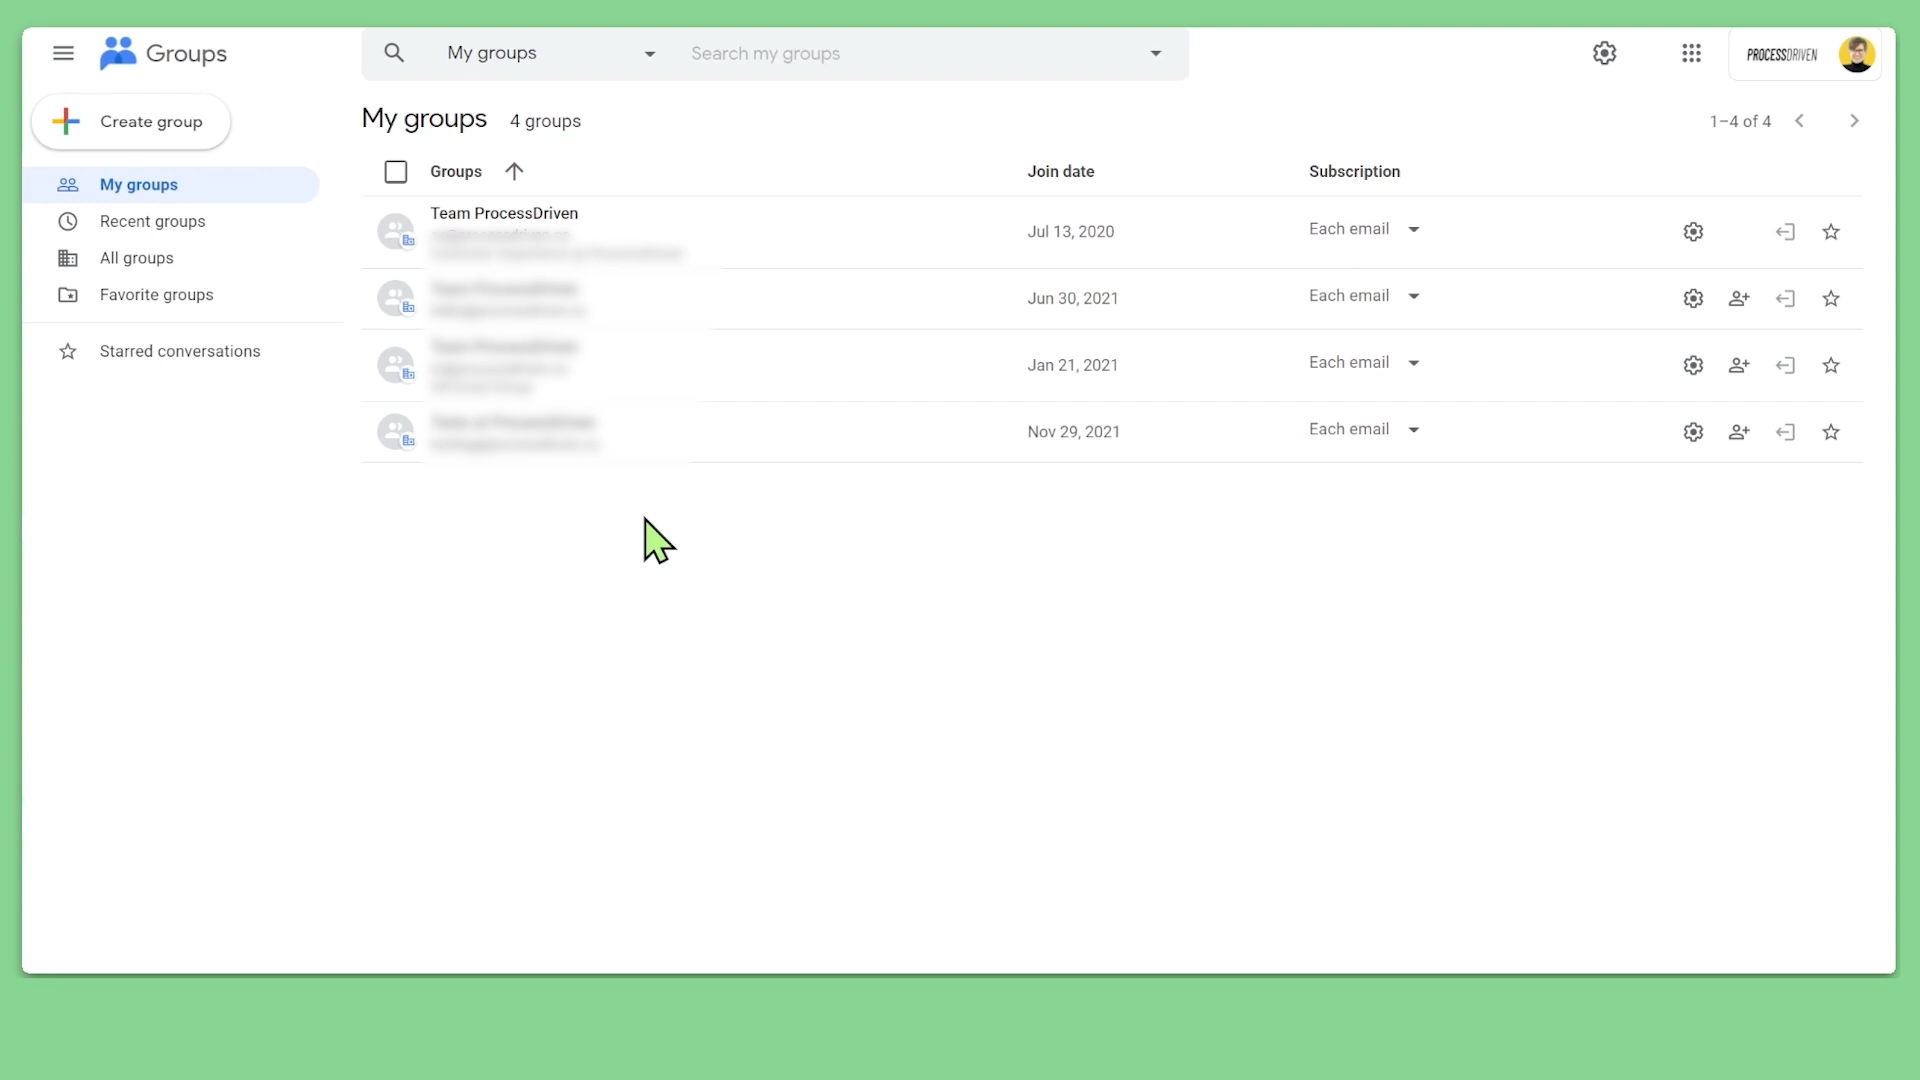 Groups
My groups
Search my groups
PROCESSDRIVEN
Create group
My groups
Recent groups
All groups
Favorite groups
Starred conversations
My groups 4 groups
1–4 of 4
Groups Join date Subscription
Team ProcessDriven
Jul 13, 2020 Each email
Jun 30, 2021 Each email
Jan 21, 2021 Each email
Nov 29, 2021 Each email